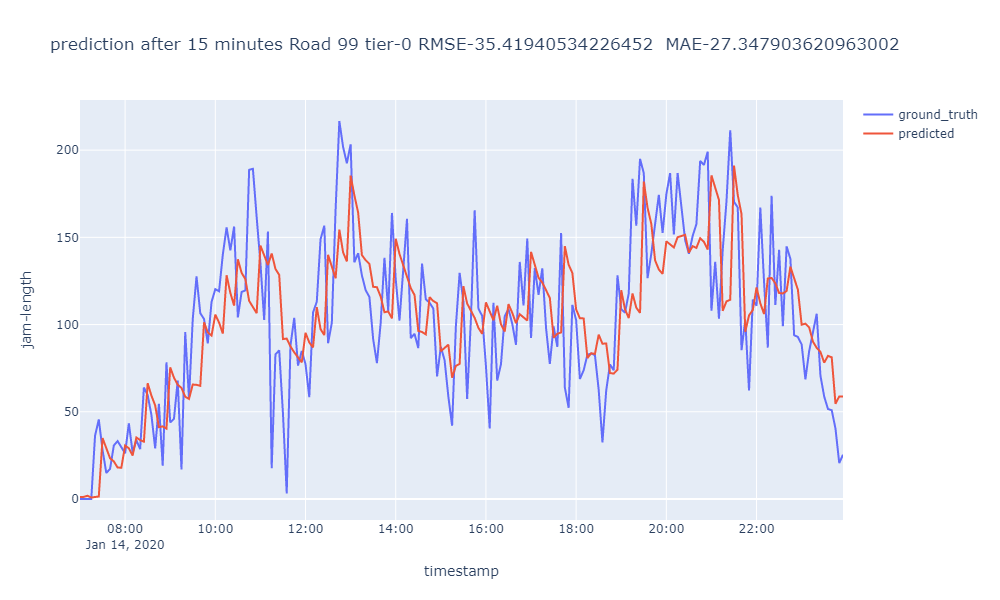 prediction after 15 minutes Road 99 tier-0 RMSE-35.41940534226452  MAE-27.347903620963002
ground_truth
predicted
jam-length
200
150
100
50
0
08:00 10:00 12:00 14:00 16:00 18:00 20:00 22:00
Jan 14, 2020
timestamp